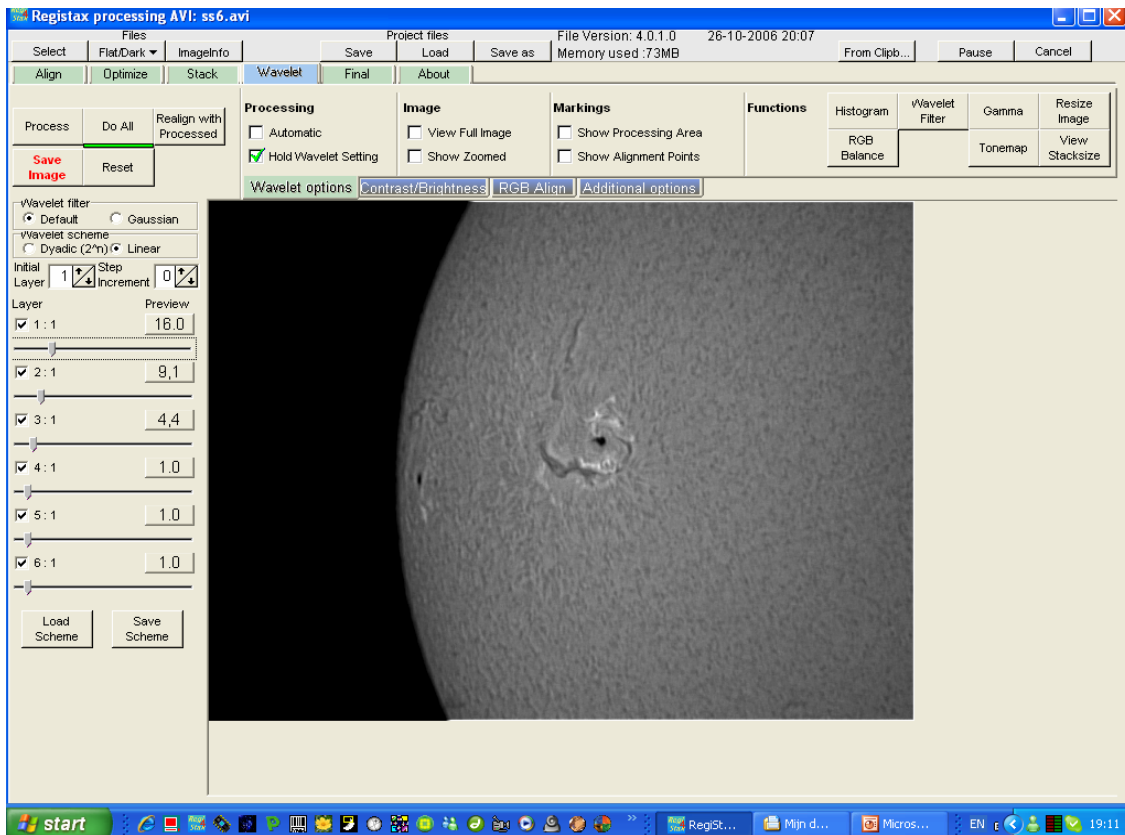 Registax processing AVI: ss6.avi
Files Project files File Version: 4.0.1.0 26-10-2006 20:07
Select Flat/Dark ImageInfo Save Load Save as Memory used :73MB From Clipb... Pause Cancel
Align Optimize Stack Wavelet Final About
Processing Image Markings Functions
Process Do All Realign with Processed
Automatic View Full Image Show Processing Area
Hold Wavelet Setting Show Zoomed Show Alignment Points
Histogram Wavelet Filter Gamma Resize Image
RGB Balance Tonemap View Stacksize
Save Image Reset
Wavelet options Contrast/Brightness RGB Align Additional options
Wavelet filter
Default Gaussian
Wavelet scheme
Dyadic (2^n) Linear
Initial Layer 1 Step Increment 0
Layer Preview
1 : 1 16.0
2 : 1 9,1
3 : 1 4,4
4 : 1 1.0
5 : 1 1.0
6 : 1 1.0
Load Scheme Save Scheme
start RegiSt... Mijn d... Micros... EN 19:11